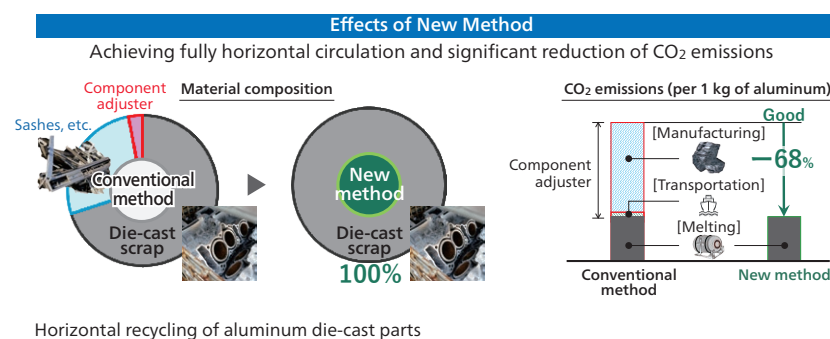 Effects of New Method
Achieving fully horizontal circulation and significant reduction of CO2 emissions
Component
adjuster
Material composition
Sashes, etc.
Conventional
method
Die-cast
scrap
New
method
Die-cast
scrap
100%
CO2 emissions (per 1 kg of aluminum)
Good
[Manufacturing]
−68%
Component
adjuster
[Transportation]
[Melting]
Conventional
method
New method
Horizontal recycling of aluminum die-cast parts